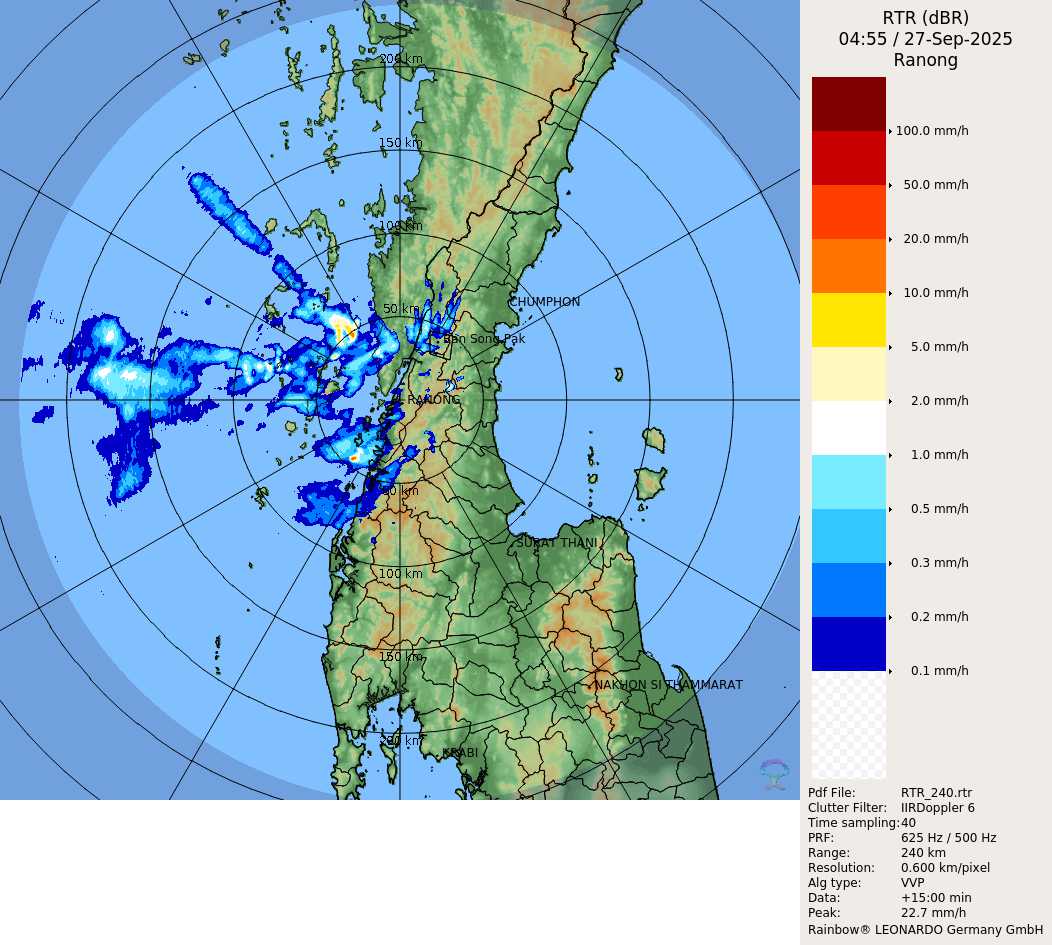 RTR (dBR)
04:55 / 27-Sep-2025
Ranong
100.0 mm/h
50.0 mm/h
20.0 mm/h
10.0 mm/h
5.0 mm/h
2.0 mm/h
1.0 mm/h
0.5 mm/h
0.3 mm/h
0.2 mm/h
0.1 mm/h
200 km
150 km
100 km
50 km
CHUMPHON
Ban Song Pak
RANONG
50 km
SURAT THANI
100 km
150 km
NAKHON SI THAMMARAT
200 km
KRABI
Pdf File: RTR_240.rtr
Clutter Filter: IIRDoppler 6
Time sampling: 40
PRF: 625 Hz / 500 Hz
Range: 240 km
Resolution: 0.600 km/pixel
Alg type: VVP
Data: +15:00 min
Peak: 22.7 mm/h
Rainbow® LEONARDO Germany GmbH